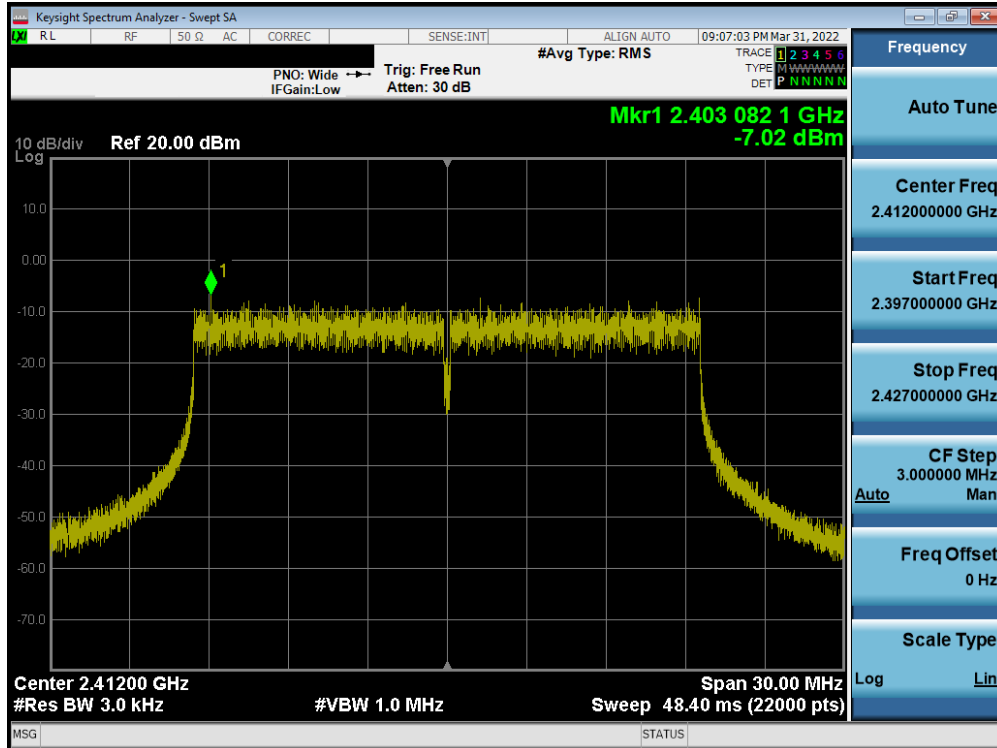 Keysight Spectrum Analyzer - Swept SA
LXI RL RF 50 Ω AC CORREC SENSE:INT ALIGN AUTO 09:07:03 PM Mar 31, 2022
#Avg Type: RMS
TRACE 1 2 3 4 5 6
TYPE M WWWWW
DET P N N N N N
PNO: Wide
IFGain:Low
Trig: Free Run
Atten: 30 dB
Mkr1 2.403 082 1 GHz
-7.02 dBm
10 dB/div Ref 20.00 dBm
Log
10.0
0.00
1
-10.0
-20.0
-30.0
-40.0
-50.0
-60.0
-70.0
Center 2.41200 GHz
Span 30.00 MHz
#Res BW 3.0 kHz
#VBW 1.0 MHz
Sweep 48.40 ms (22000 pts)
MSG
STATUS
Frequency
Auto Tune
Center Freq
2.412000000 GHz
Start Freq
2.397000000 GHz
Stop Freq
2.427000000 GHz
CF Step
3.000000 MHz
Auto Man
Freq Offset
0 Hz
Scale Type
Log Lin